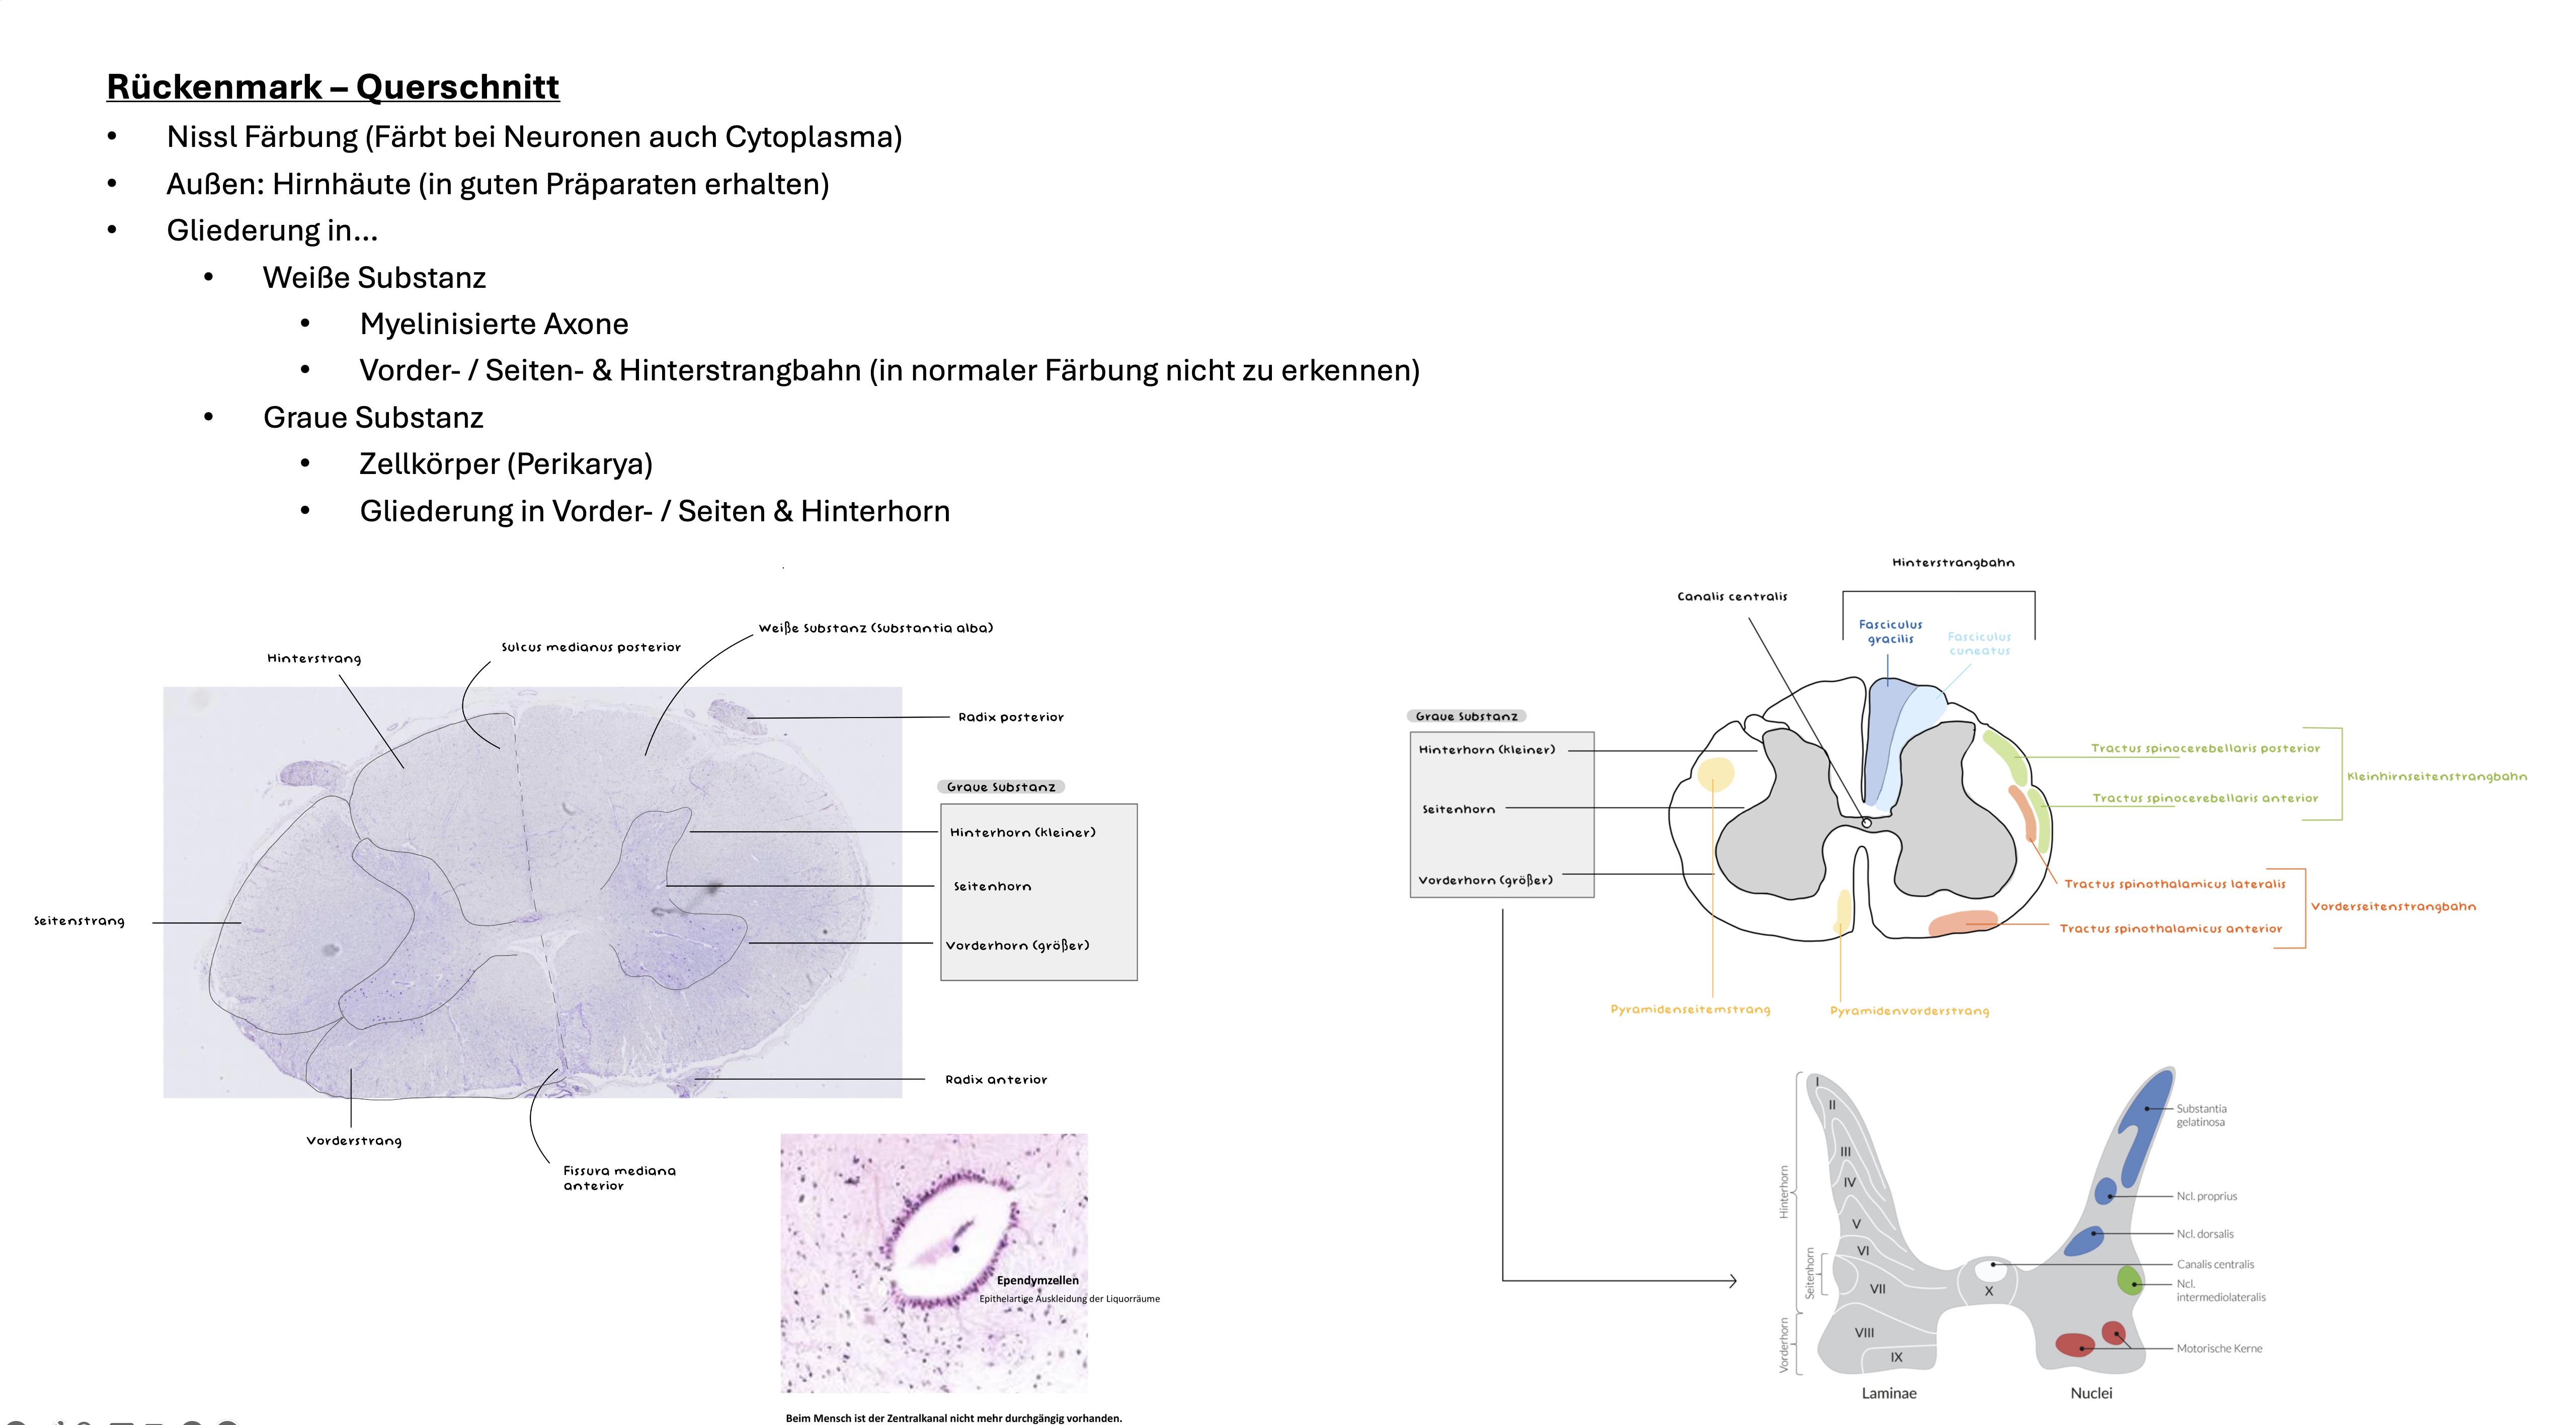 Rückenmark – Querschnitt
• Nissl Färbung (Färbt bei Neuronen auch Cytoplasma)
• Außen: Hirnhäute (in guten Präparaten erhalten)
• Gliederung in…
• Weiße Substanz
• Myelinisierte Axone
• Vorder- / Seiten- & Hinterstrangbahn (in normaler Färbung nicht zu erkennen)
• Graue Substanz
• Zellkörper (Perikarya)
• Gliederung in Vorder- / Seiten & Hinterhorn
Hinterstrang
Sulcus medianus posterior
Weiße Substanz (Substantia alba)
Radix posterior
Graue Substanz
Hinterhorn (kleiner)
Seitenhorn
Vorderhorn (größer)
Seitenstrang
Radix anterior
Vorderstrang
Fissura mediana
anterior
Ependymzellen
Epithelartige Auskleidung der Liquorräume
Beim Mensch ist der Zentralkanal nicht mehr durchgängig vorhanden.
Hinterstrangbahn
Canalis centralis
Fasciculus
gracilis
Fasciculus
cuneatus
Graue Substanz
Hinterhorn (kleiner)
Seitenhorn
Vorderhorn (größer)
Tractus spinocerebellaris posterior
Kleinhirnseitenstrangbahn
Tractus spinocerebellaris anterior
Tractus spinothalamicus lateralis
Vorderseitenstrangbahn
Tractus spinothalamicus anterior
Pyramidenseitemstrang
Pyramidenvorderstrang
Hinterhorn
Seitenhorn
Vorderhorn
I
II
III
IV
V
VI
VII
VIII
IX
X
Substantia
gelatinosa
Ncl. proprius
Ncl. dorsalis
Canalis centralis
Ncl.
intermediolateralis
Motorische Kerne
Laminae
Nuclei